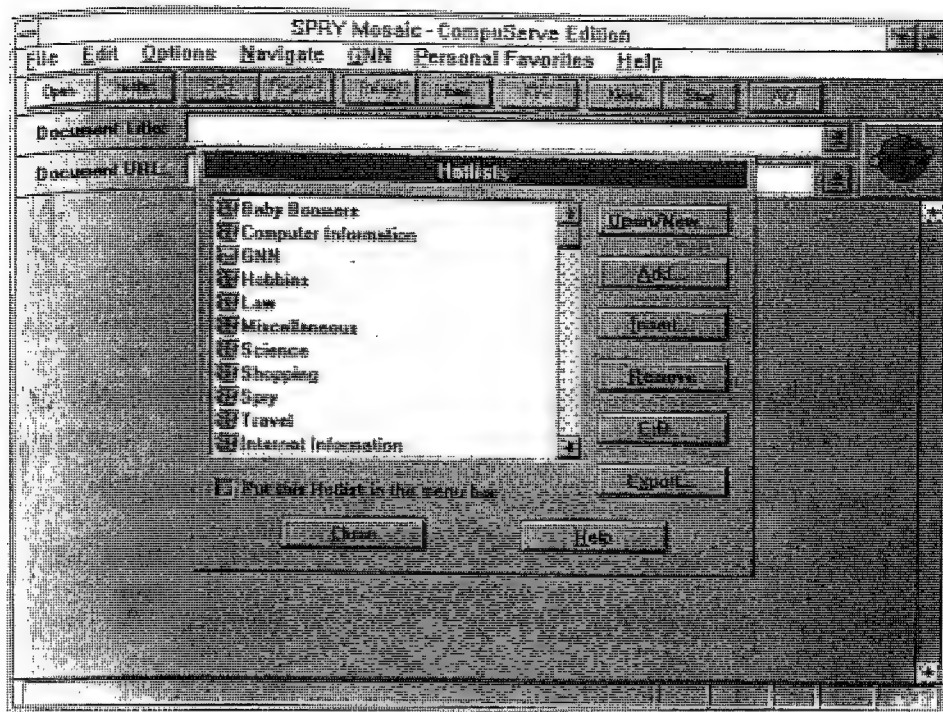 SPRY Mosaic - CompuServe Edition
File Edit Options Navigate GNN Personal Favorites Help
Open
Document Title:
Document URL:
Hotlists
Baby Boomers
Computer Information
GNN
Hobbies
Law
Miscellaneous
Science
Shopping
Spry
Travel
Internet Information
Open/New...
Add...
Insert...
Remove
Edit...
Export...
Put this Hotlist in the menu bar
Close Help